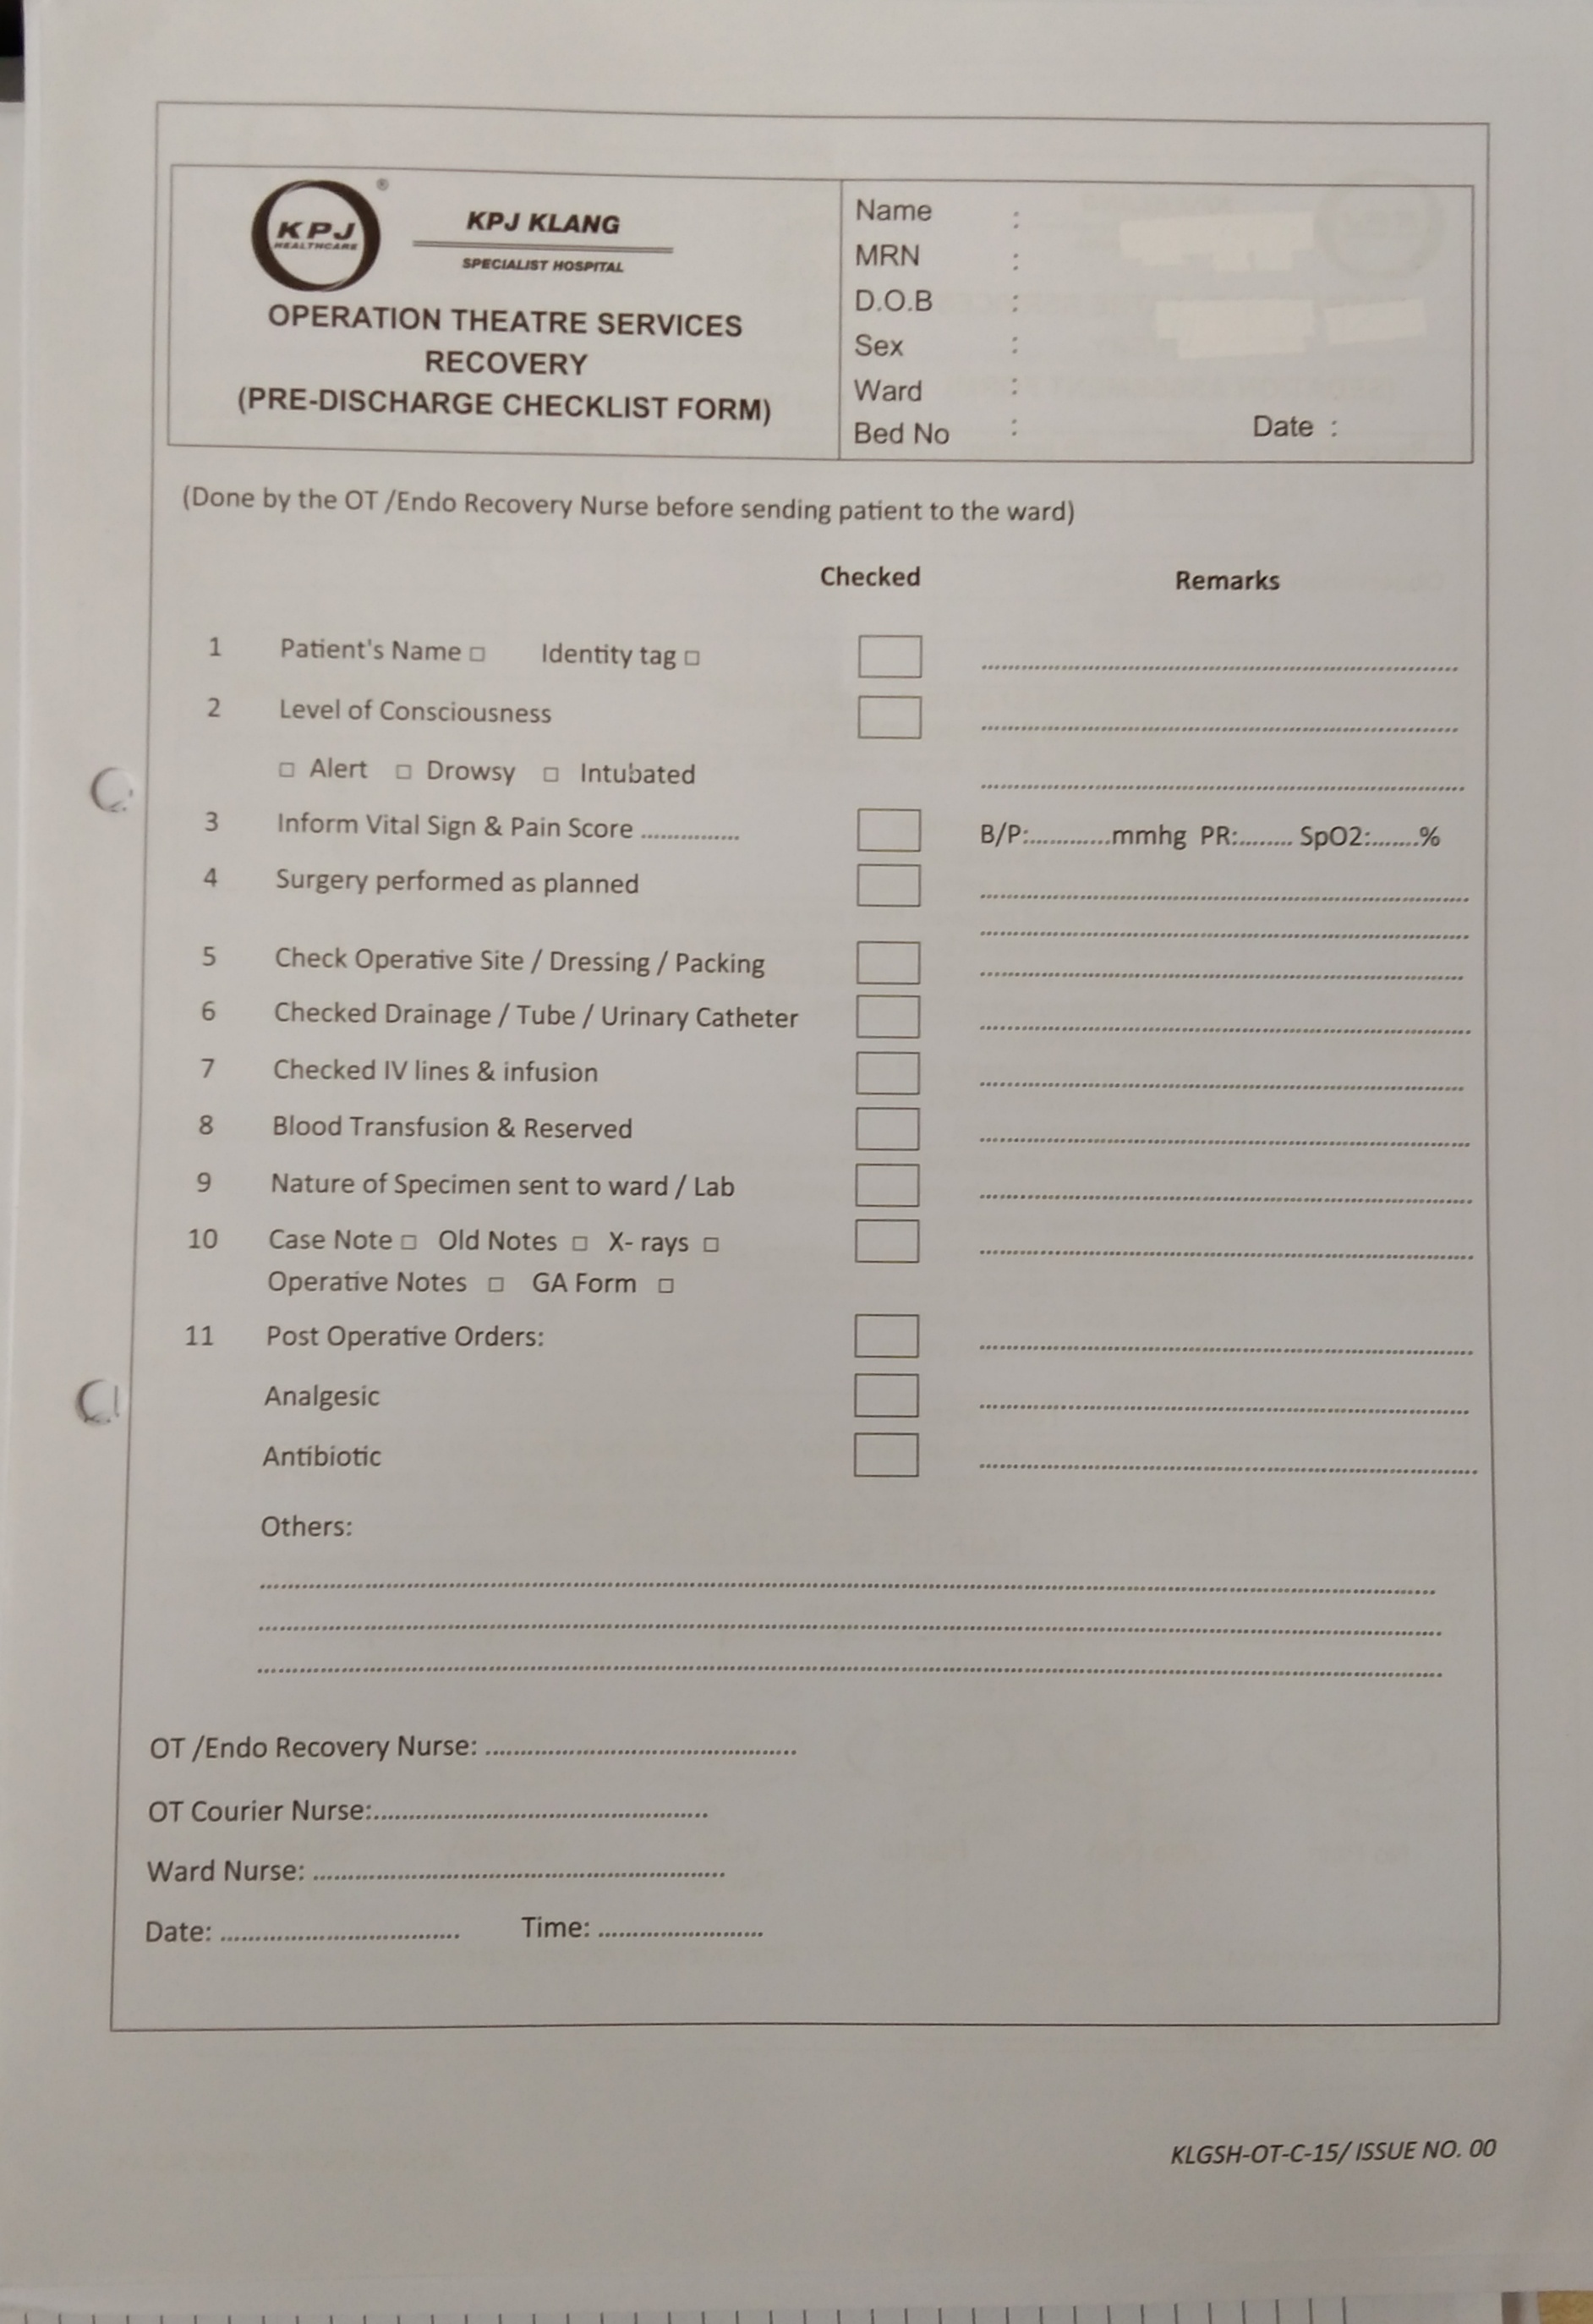 KPJ
HEALTHCARE
®
KPJ KLANG
SPECIALIST HOSPITAL
OPERATION THEATRE SERVICES
RECOVERY
(PRE-DISCHARGE CHECKLIST FORM)
Name :
MRN :
D.O.B :
Sex :
Ward :
Bed No : Date :
(Done by the OT /Endo Recovery Nurse before sending patient to the ward)
Checked Remarks
1 Patient's Name □ Identity tag □ ..........................................................
2 Level of Consciousness ..........................................................
□ Alert □ Drowsy □ Intubated ..........................................................
3 Inform Vital Sign & Pain Score ............... B/P:............mmhg PR:........ SpO2:.......%
4 Surgery performed as planned ..........................................................
..........................................................
5 Check Operative Site / Dressing / Packing ..........................................................
6 Checked Drainage / Tube / Urinary Catheter ..........................................................
7 Checked IV lines & infusion ..........................................................
8 Blood Transfusion & Reserved ..........................................................
9 Nature of Specimen sent to ward / Lab ..........................................................
10 Case Note □ Old Notes □ X- rays □ ..........................................................
Operative Notes □ GA Form □
11 Post Operative Orders: ..........................................................
Analgesic ..........................................................
Antibiotic ..........................................................
Others:
..........................................................
..........................................................
..........................................................
OT /Endo Recovery Nurse: ..............................................
OT Courier Nurse:..................................................
Ward Nurse: ..........................................................
Date: ................................... Time: ........................
KLGSH-OT-C-15/ ISSUE NO. 00